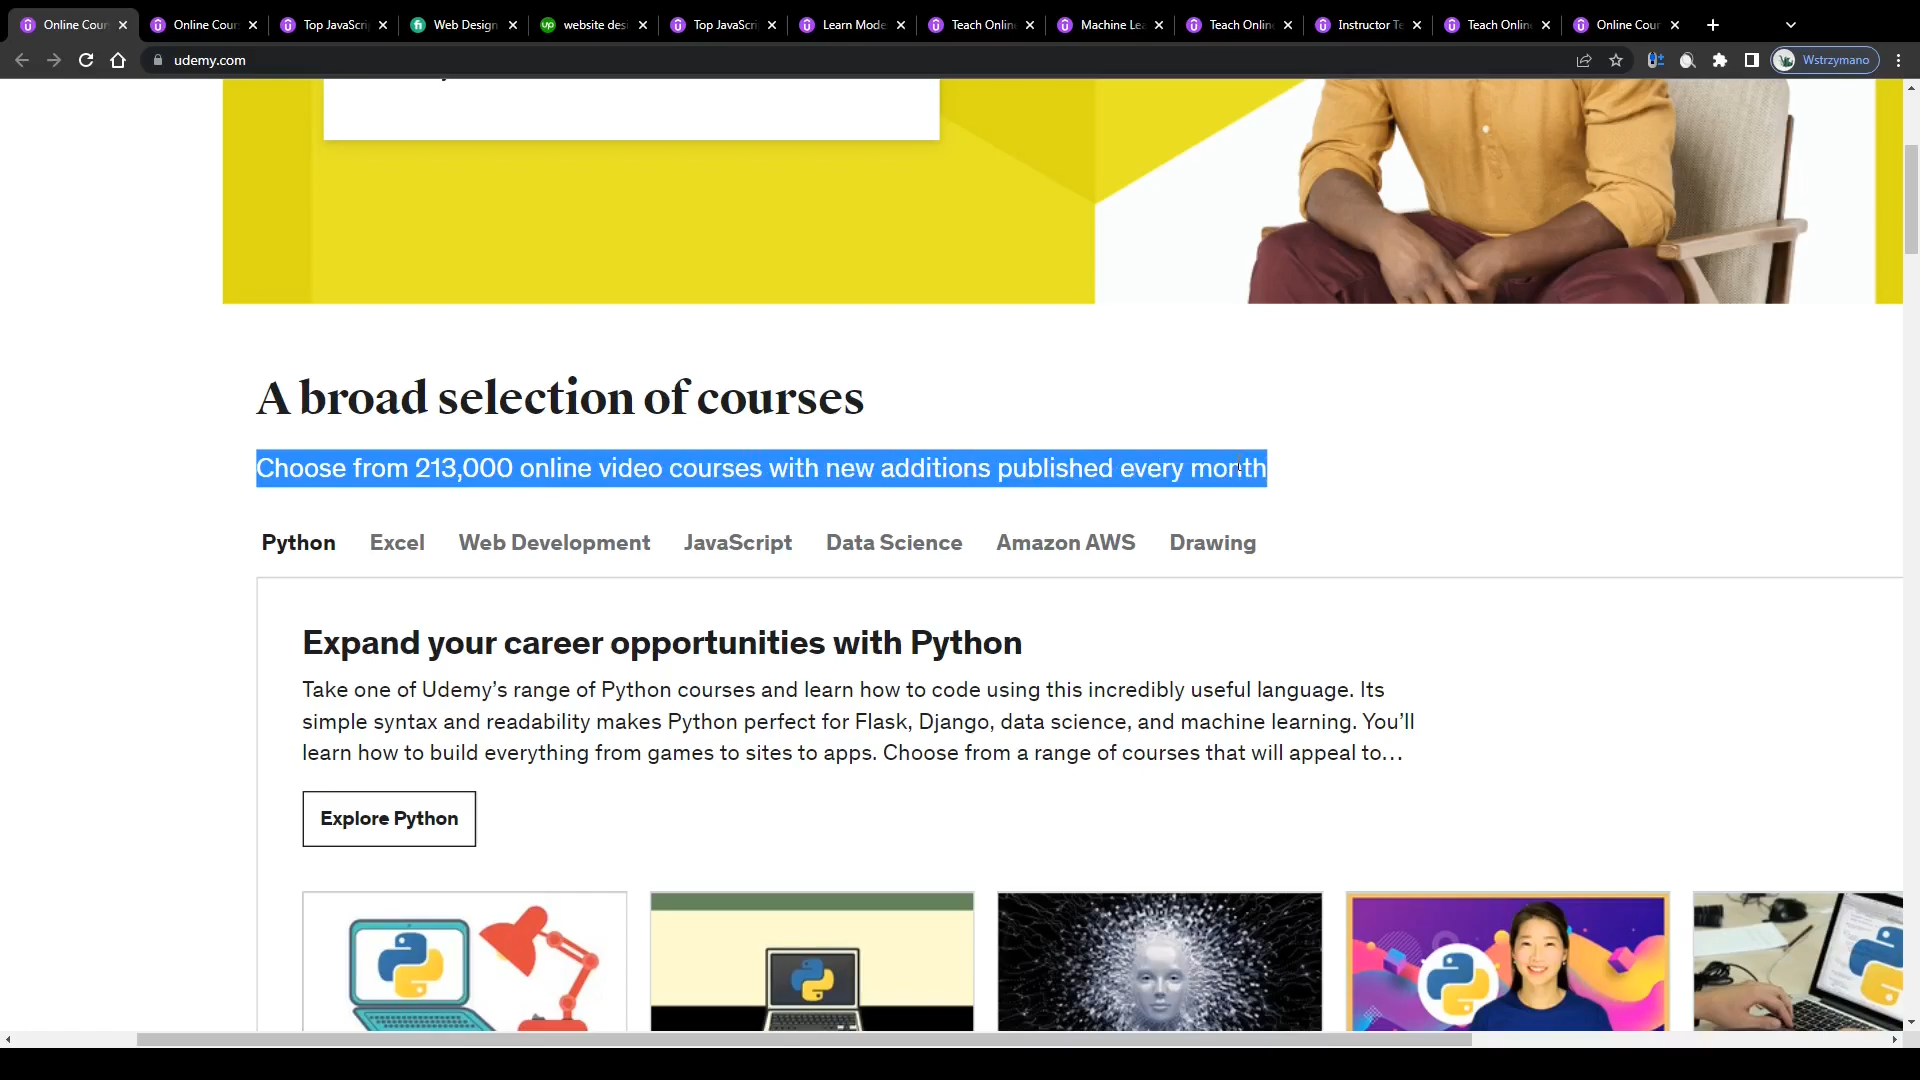 Online Cour
Online Cour
Top JavaScri
Web Design
website des
Top JavaScri
Learn Mode
Teach Online
Machine Lea
Teach Online
Instructor Te
Teach Online
Online Cour
udemy.com
Wstrzymano
A broad selection of courses
Choose from 213,000 online video courses with new additions published every month
Python Excel Web Development JavaScript Data Science Amazon AWS Drawing
Expand your career opportunities with Python
Take one of Udemy’s range of Python courses and learn how to code using this incredibly useful language. Its
simple syntax and readability makes Python perfect for Flask, Django, data science, and machine learning. You’ll
learn how to build everything from games to sites to apps. Choose from a range of courses that will appeal to…
Explore Python